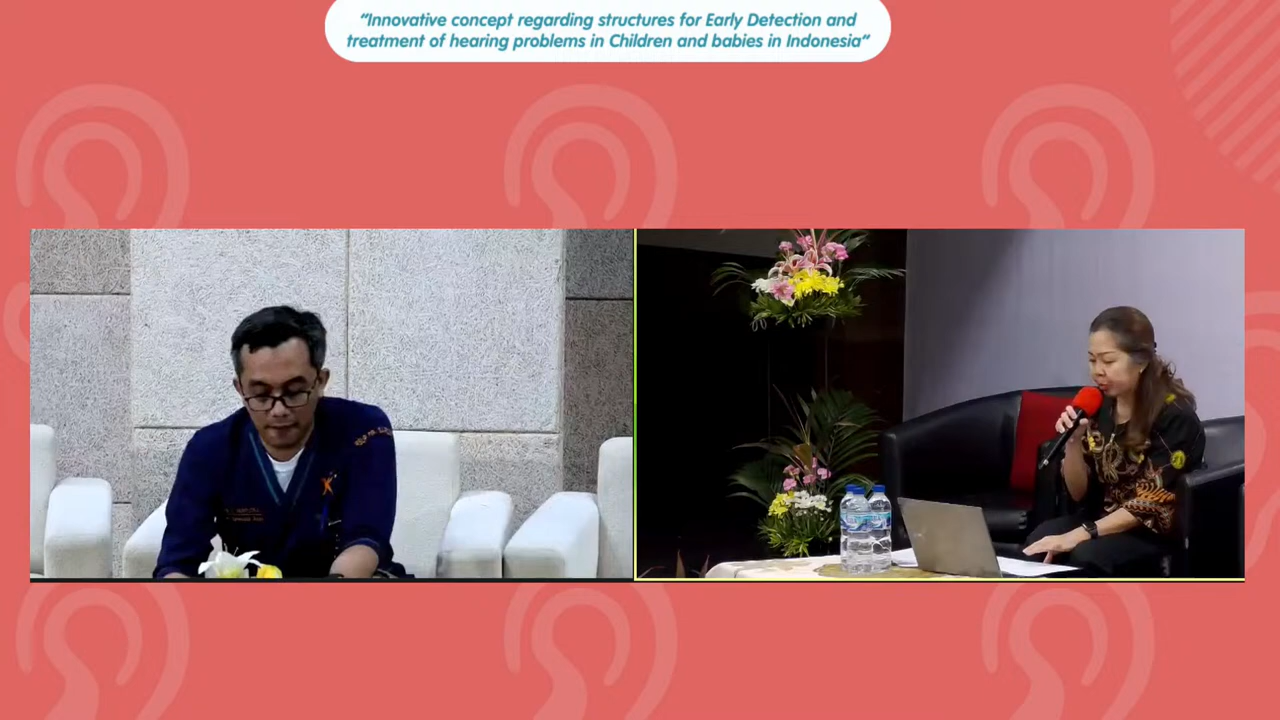 “Innovative concept regarding structures for Early Detection and
treatment of hearing problems in Children and babies in Indonesia”